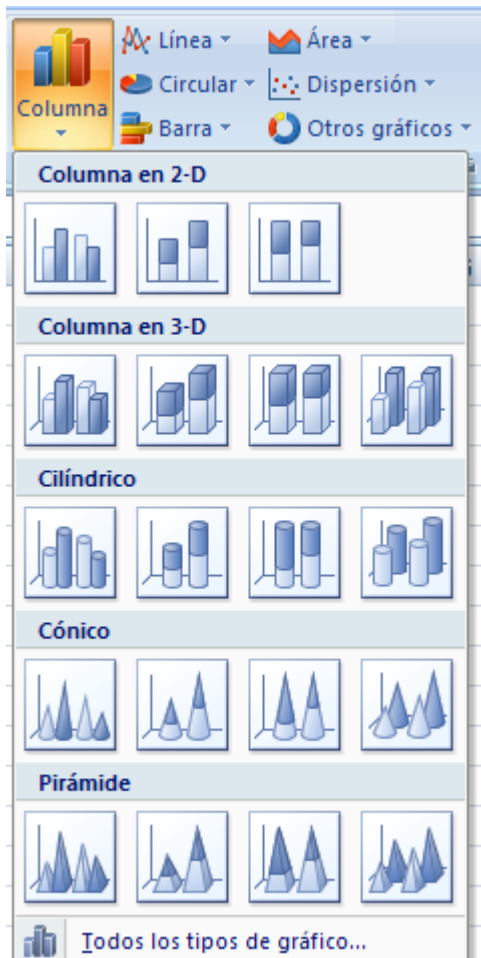 Línea
Área
Columna
Circular
Dispersión
Barra
Otros gráficos
Columna en 2-D
Columna en 3-D
Cilíndrico
Cónico
Pirámide
Todos los tipos de gráfico...